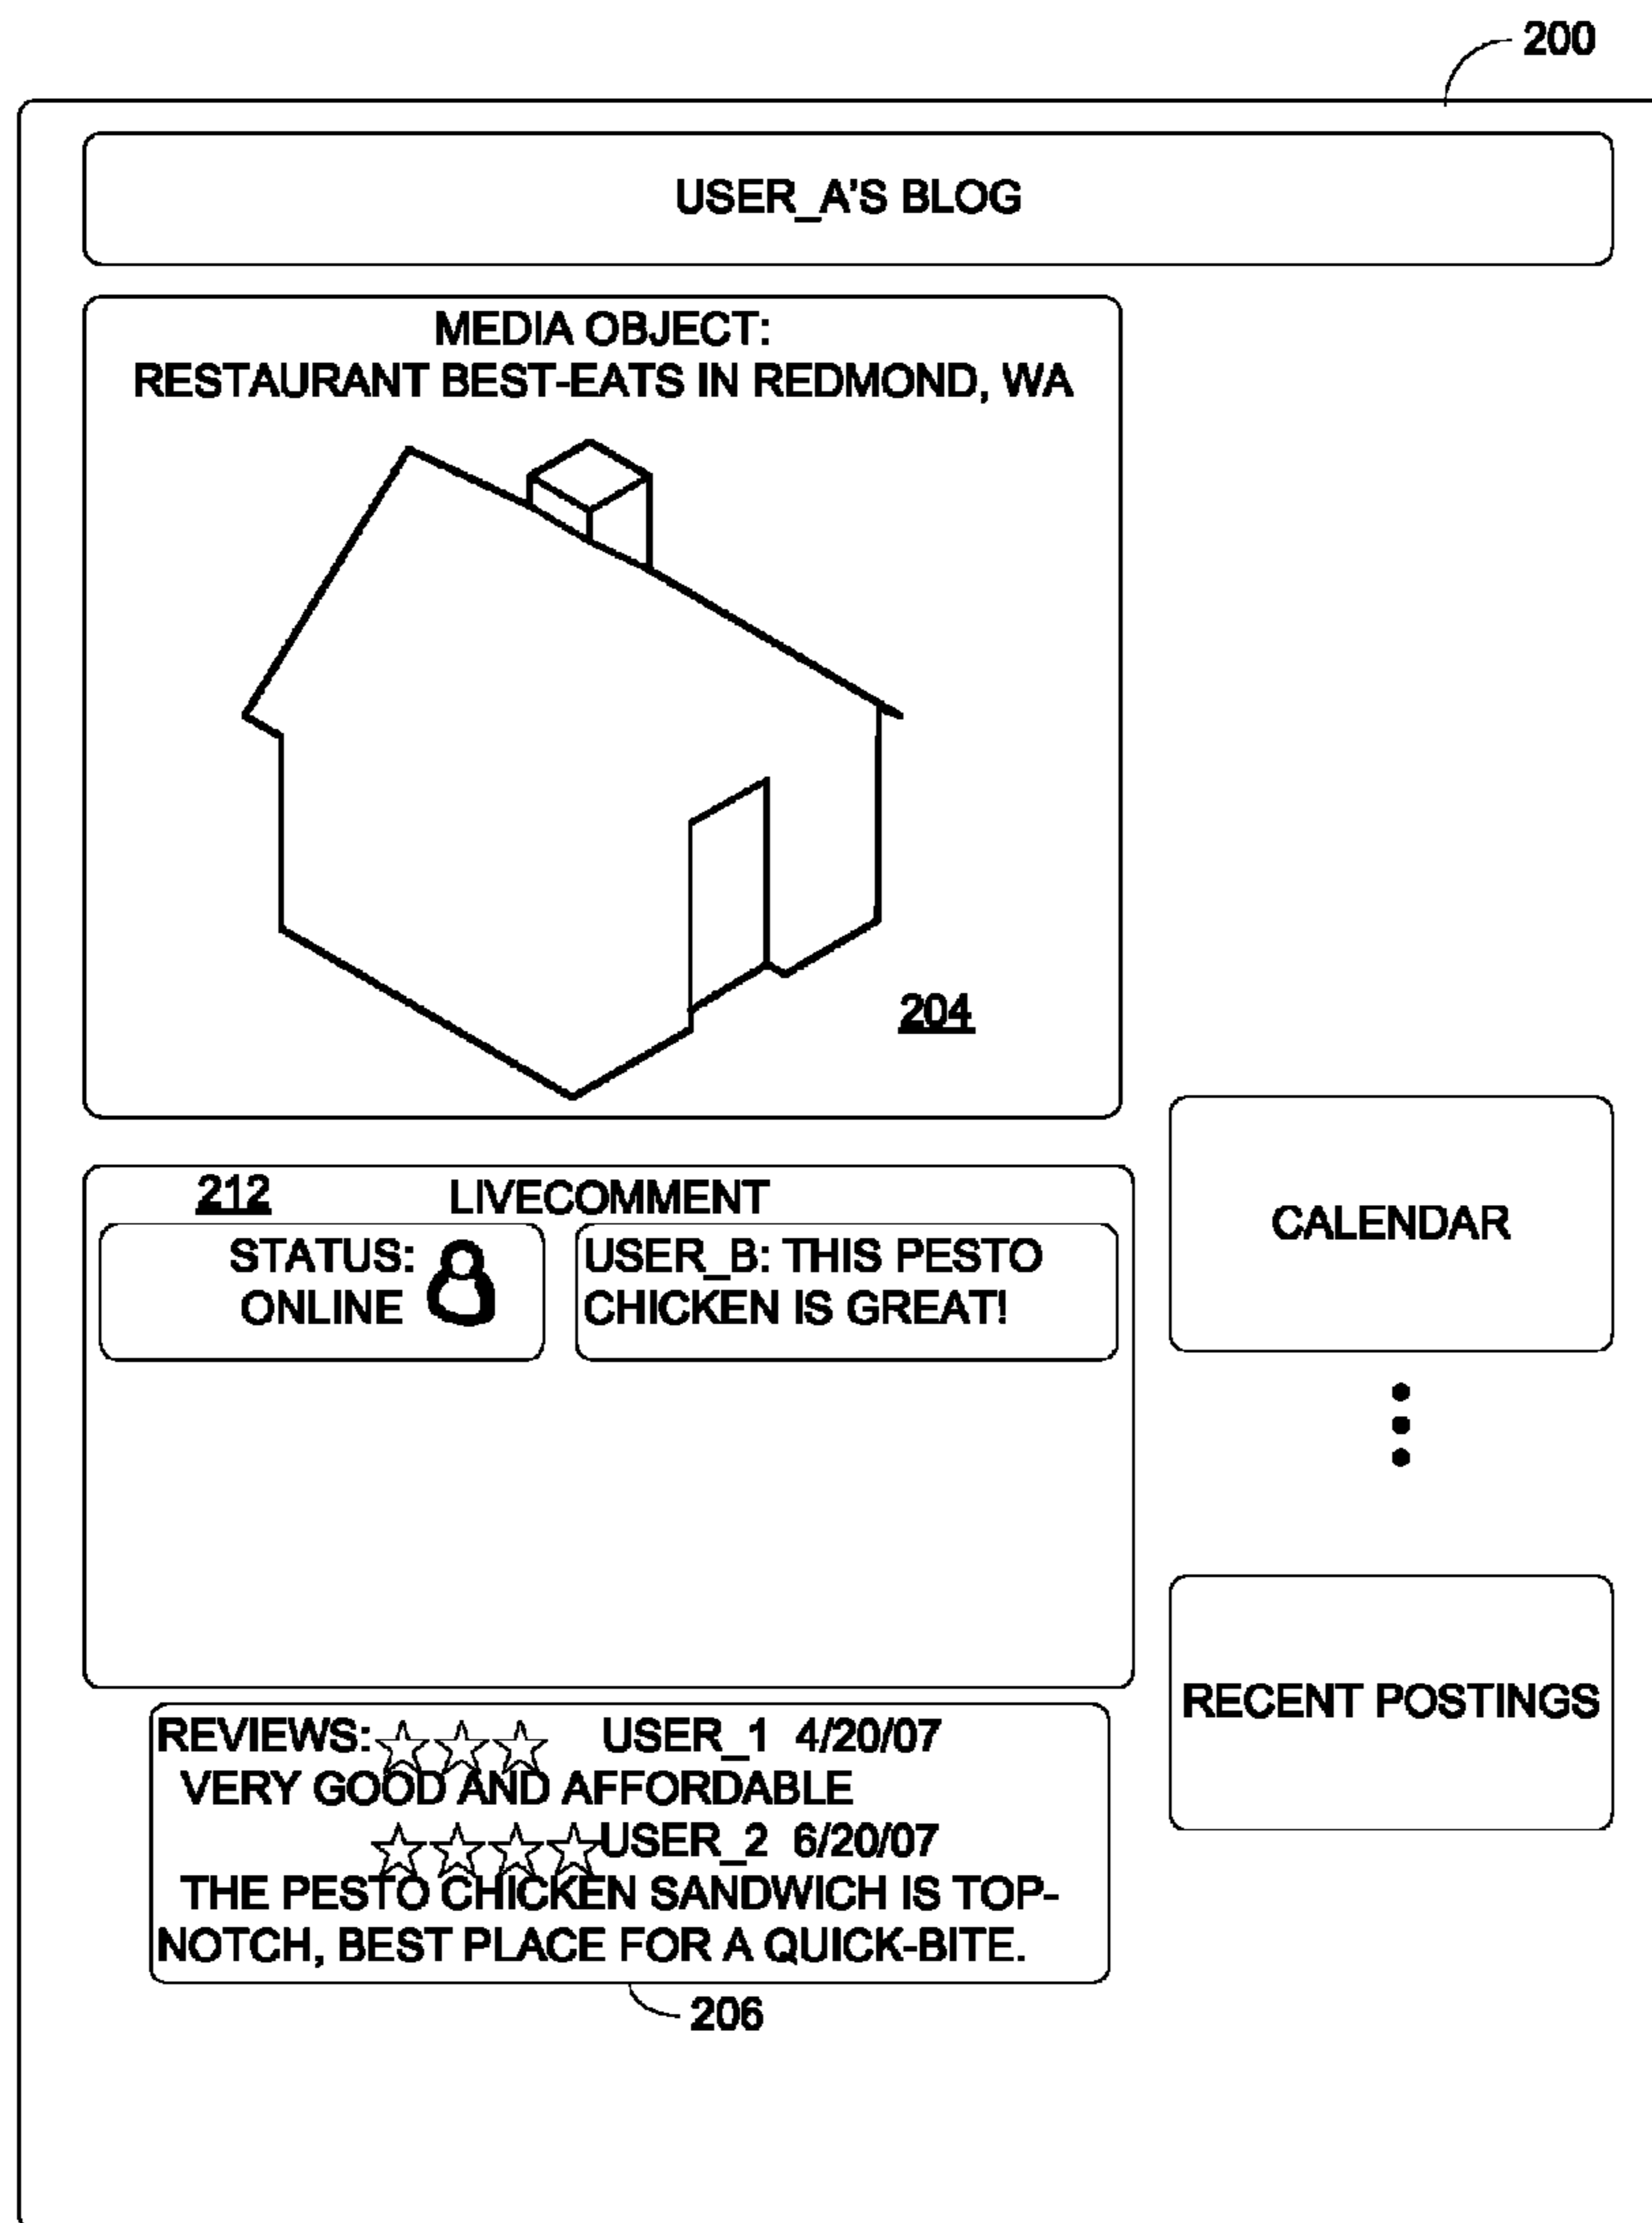 200
USER_A'S BLOG
MEDIA OBJECT:
RESTAURANT BEST-EATS IN REDMOND, WA
204
212 LIVECOMMENT
STATUS:
ONLINE
USER_B: THIS PESTO
CHICKEN IS GREAT!
CALENDAR
RECENT POSTINGS
REVIEWS: USER_1 4/20/07
VERY GOOD AND AFFORDABLE
USER_2 6/20/07
THE PESTO CHICKEN SANDWICH IS TOP-
NOTCH, BEST PLACE FOR A QUICK-BITE.
206